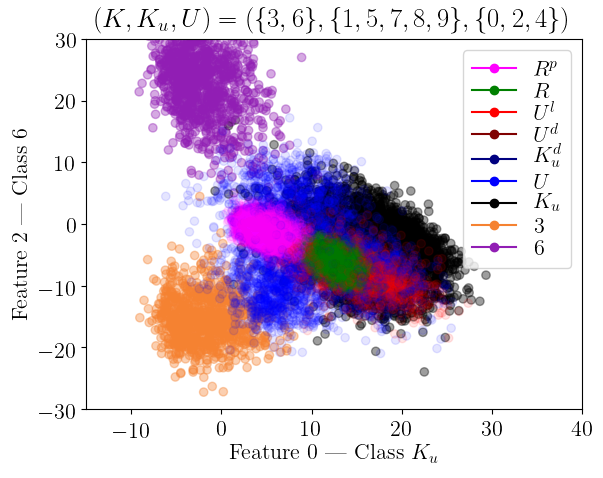 (K, K_u, U) = ({3, 6}, {1, 5, 7, 8, 9}, {0, 2, 4})
30
20
10
0
−10
−20
−30
Feature 2 — Class 6
R^p
R
U^l
U^d
K_u^d
U
K_u
3
6
−10
0
10
20
30
40
Feature 0 — Class K_u